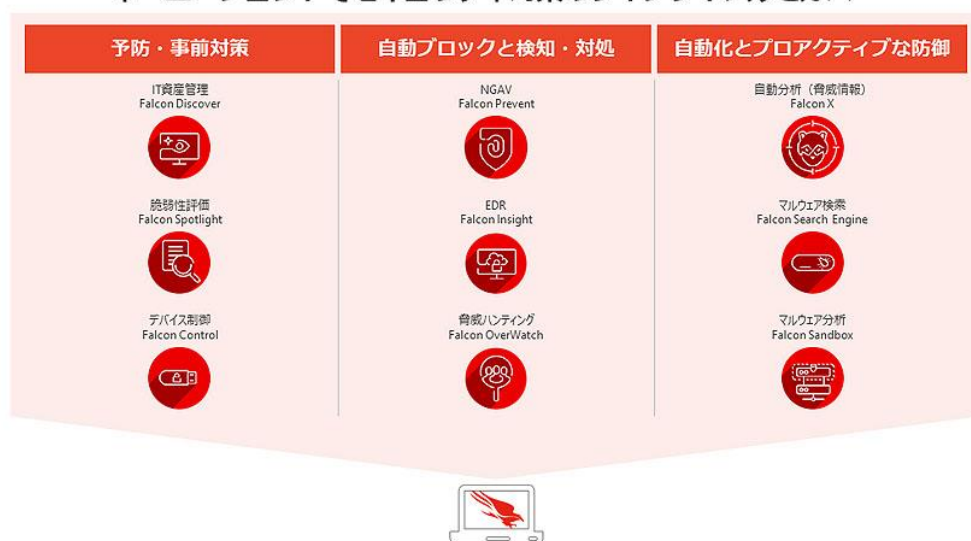 予防・事前対策
自動ブロックと検知・対処
自動化とプロアクティブな防御
IT資産管理
Falcon Discover
NGAV
Falcon Prevent
自動分析（脅威情報）
Falcon X
脆弱性評価
Falcon Spotlight
EDR
Falcon Insight
マルウェア検索
Falcon Search Engine
デバイス制御
Falcon Control
脅威ハンティング
Falcon OverWatch
マルウェア分析
Falcon Sandbox